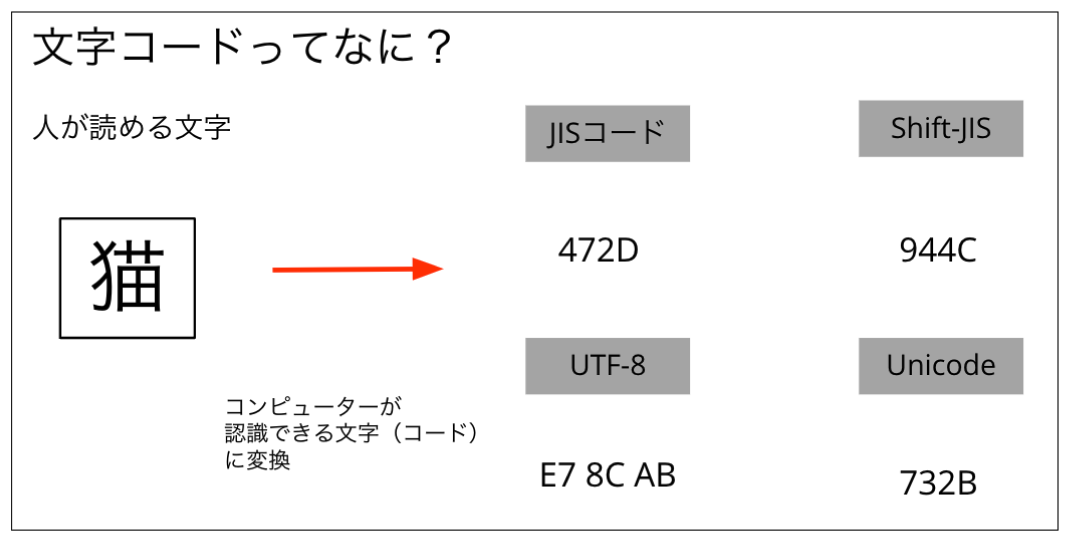 文字コードってなに？
人が読める文字
JISコード
Shift-JIS
猫
472D
944C
UTF-8
Unicode
コンピューターが
認識できる文字（コード）
に変換
E7 8C AB
732B